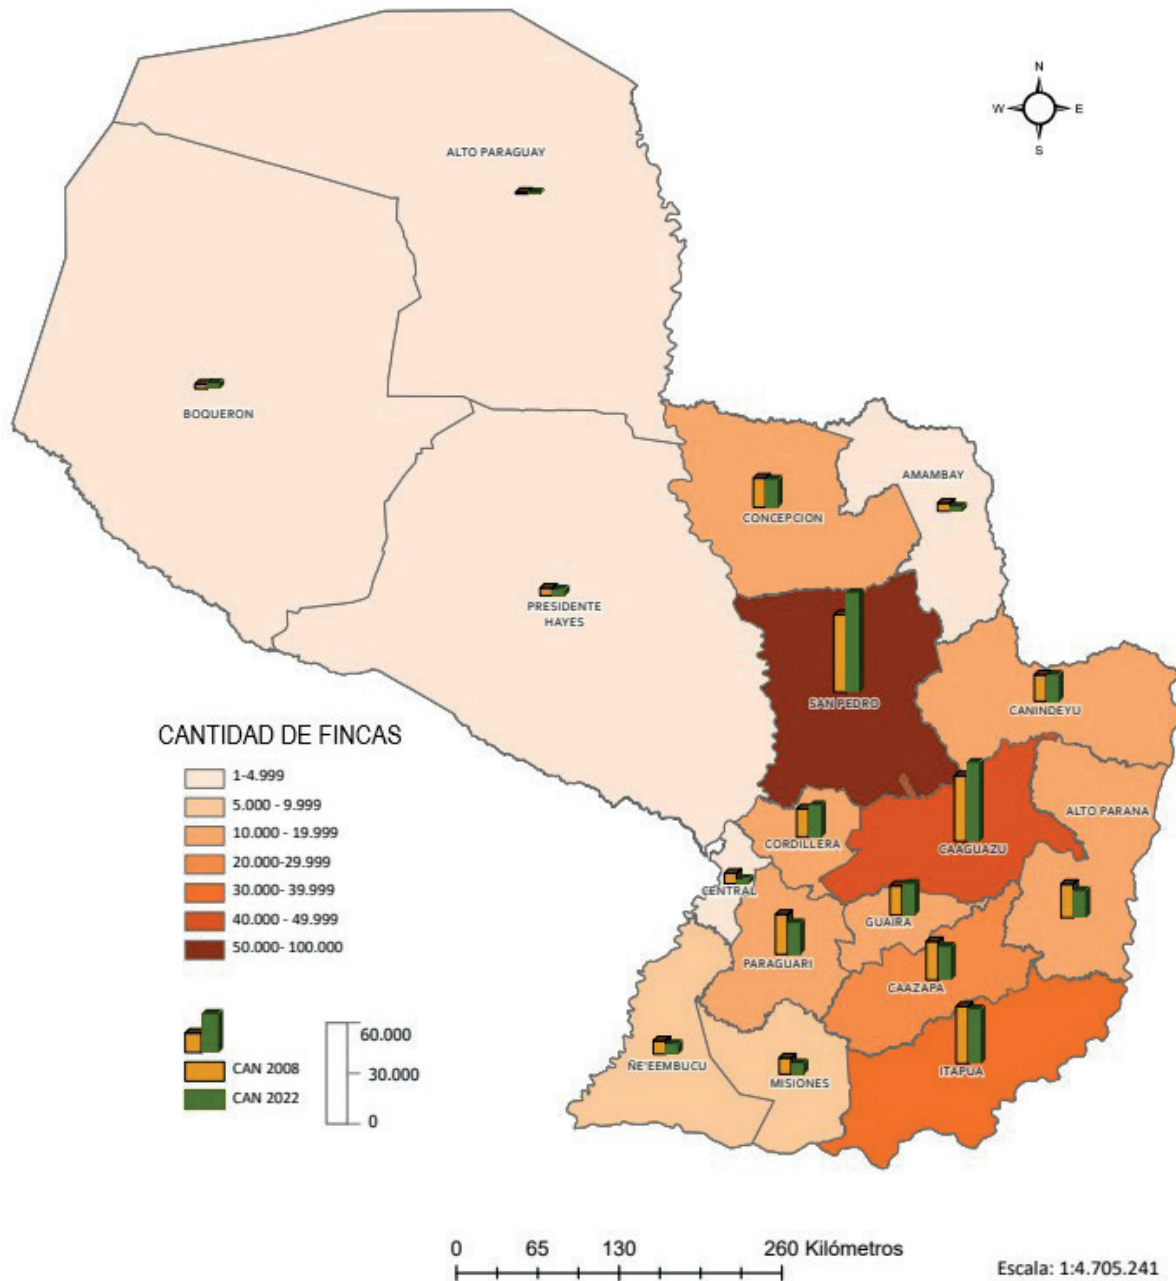 N
W
E
S
ALTO PARAGUAY
BOQUERON
AMAMBAY
CONCEPCION
PRESIDENTE
HAYES
SAN PEDRO
CANINDEYU
CANTIDAD DE FINCAS
1-4.999
5.000 - 9.999
10.000 - 19.999
20.000-29.999
30.000- 39.999
40.000 - 49.999
50.000- 100.000
ALTO PARANA
CORDILLERA
CAAGUAZU
CENTRAL
GUAIRA
PARAGUARI
CAAZAPA
ÑE'EEMBUCU
MISIONES
ITAPUA
60.000
30.000
0
CAN 2008
CAN 2022
0 65 130 260 Kilómetros
Escala: 1:4.705.241